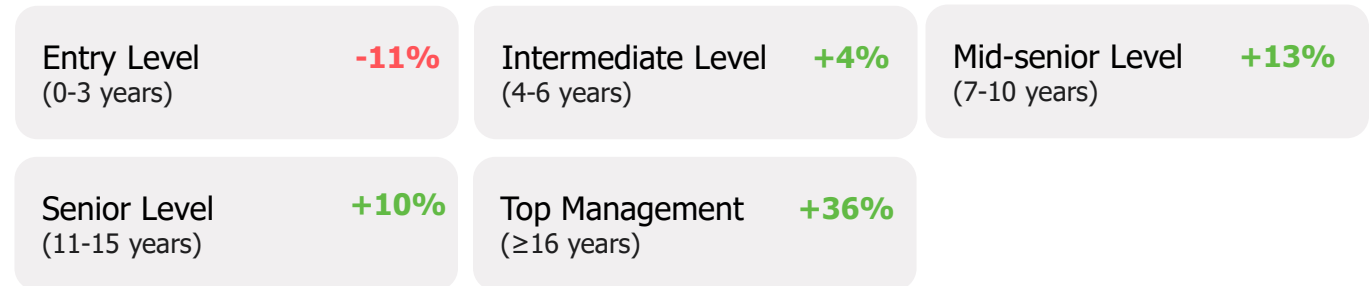 Entry Level -11%
(0-3 years)
Intermediate Level +4%
(4-6 years)
Mid-senior Level +13%
(7-10 years)
Senior Level +10%
(11-15 years)
Top Management +36%
(≥16 years)